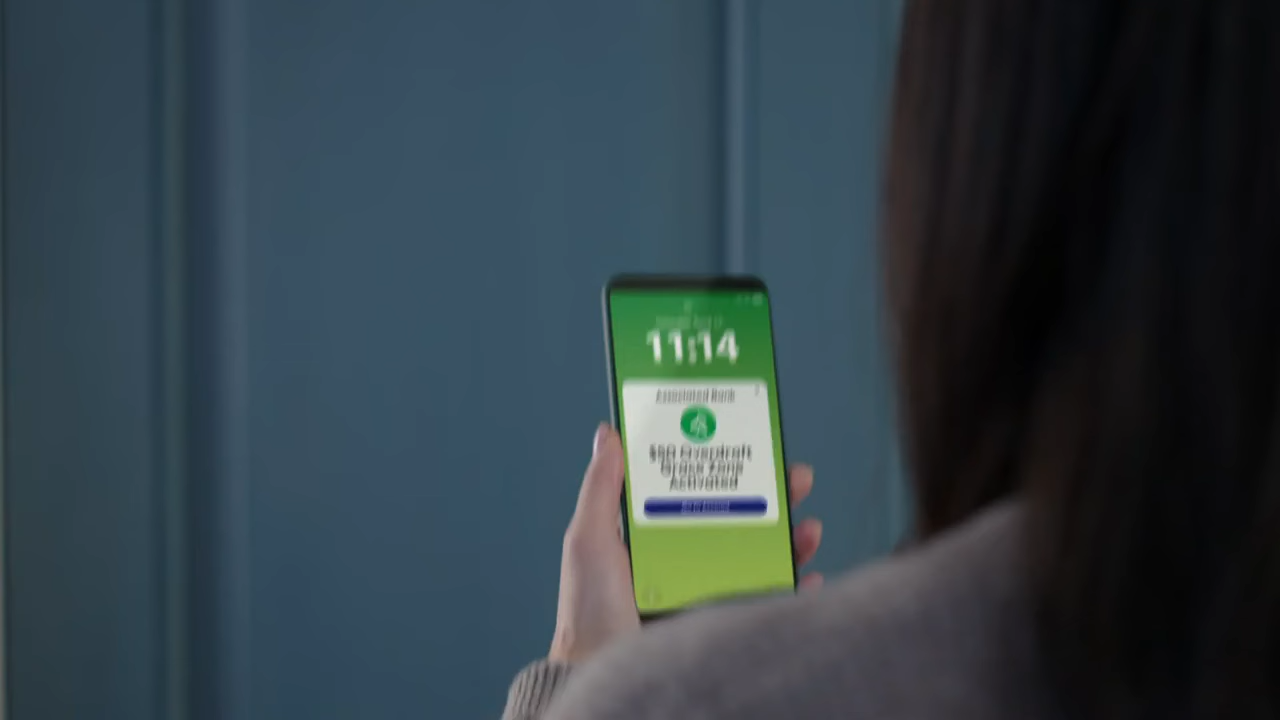 11:14
Associated Bank
$50 Overdraft
Grace Zone
Activated